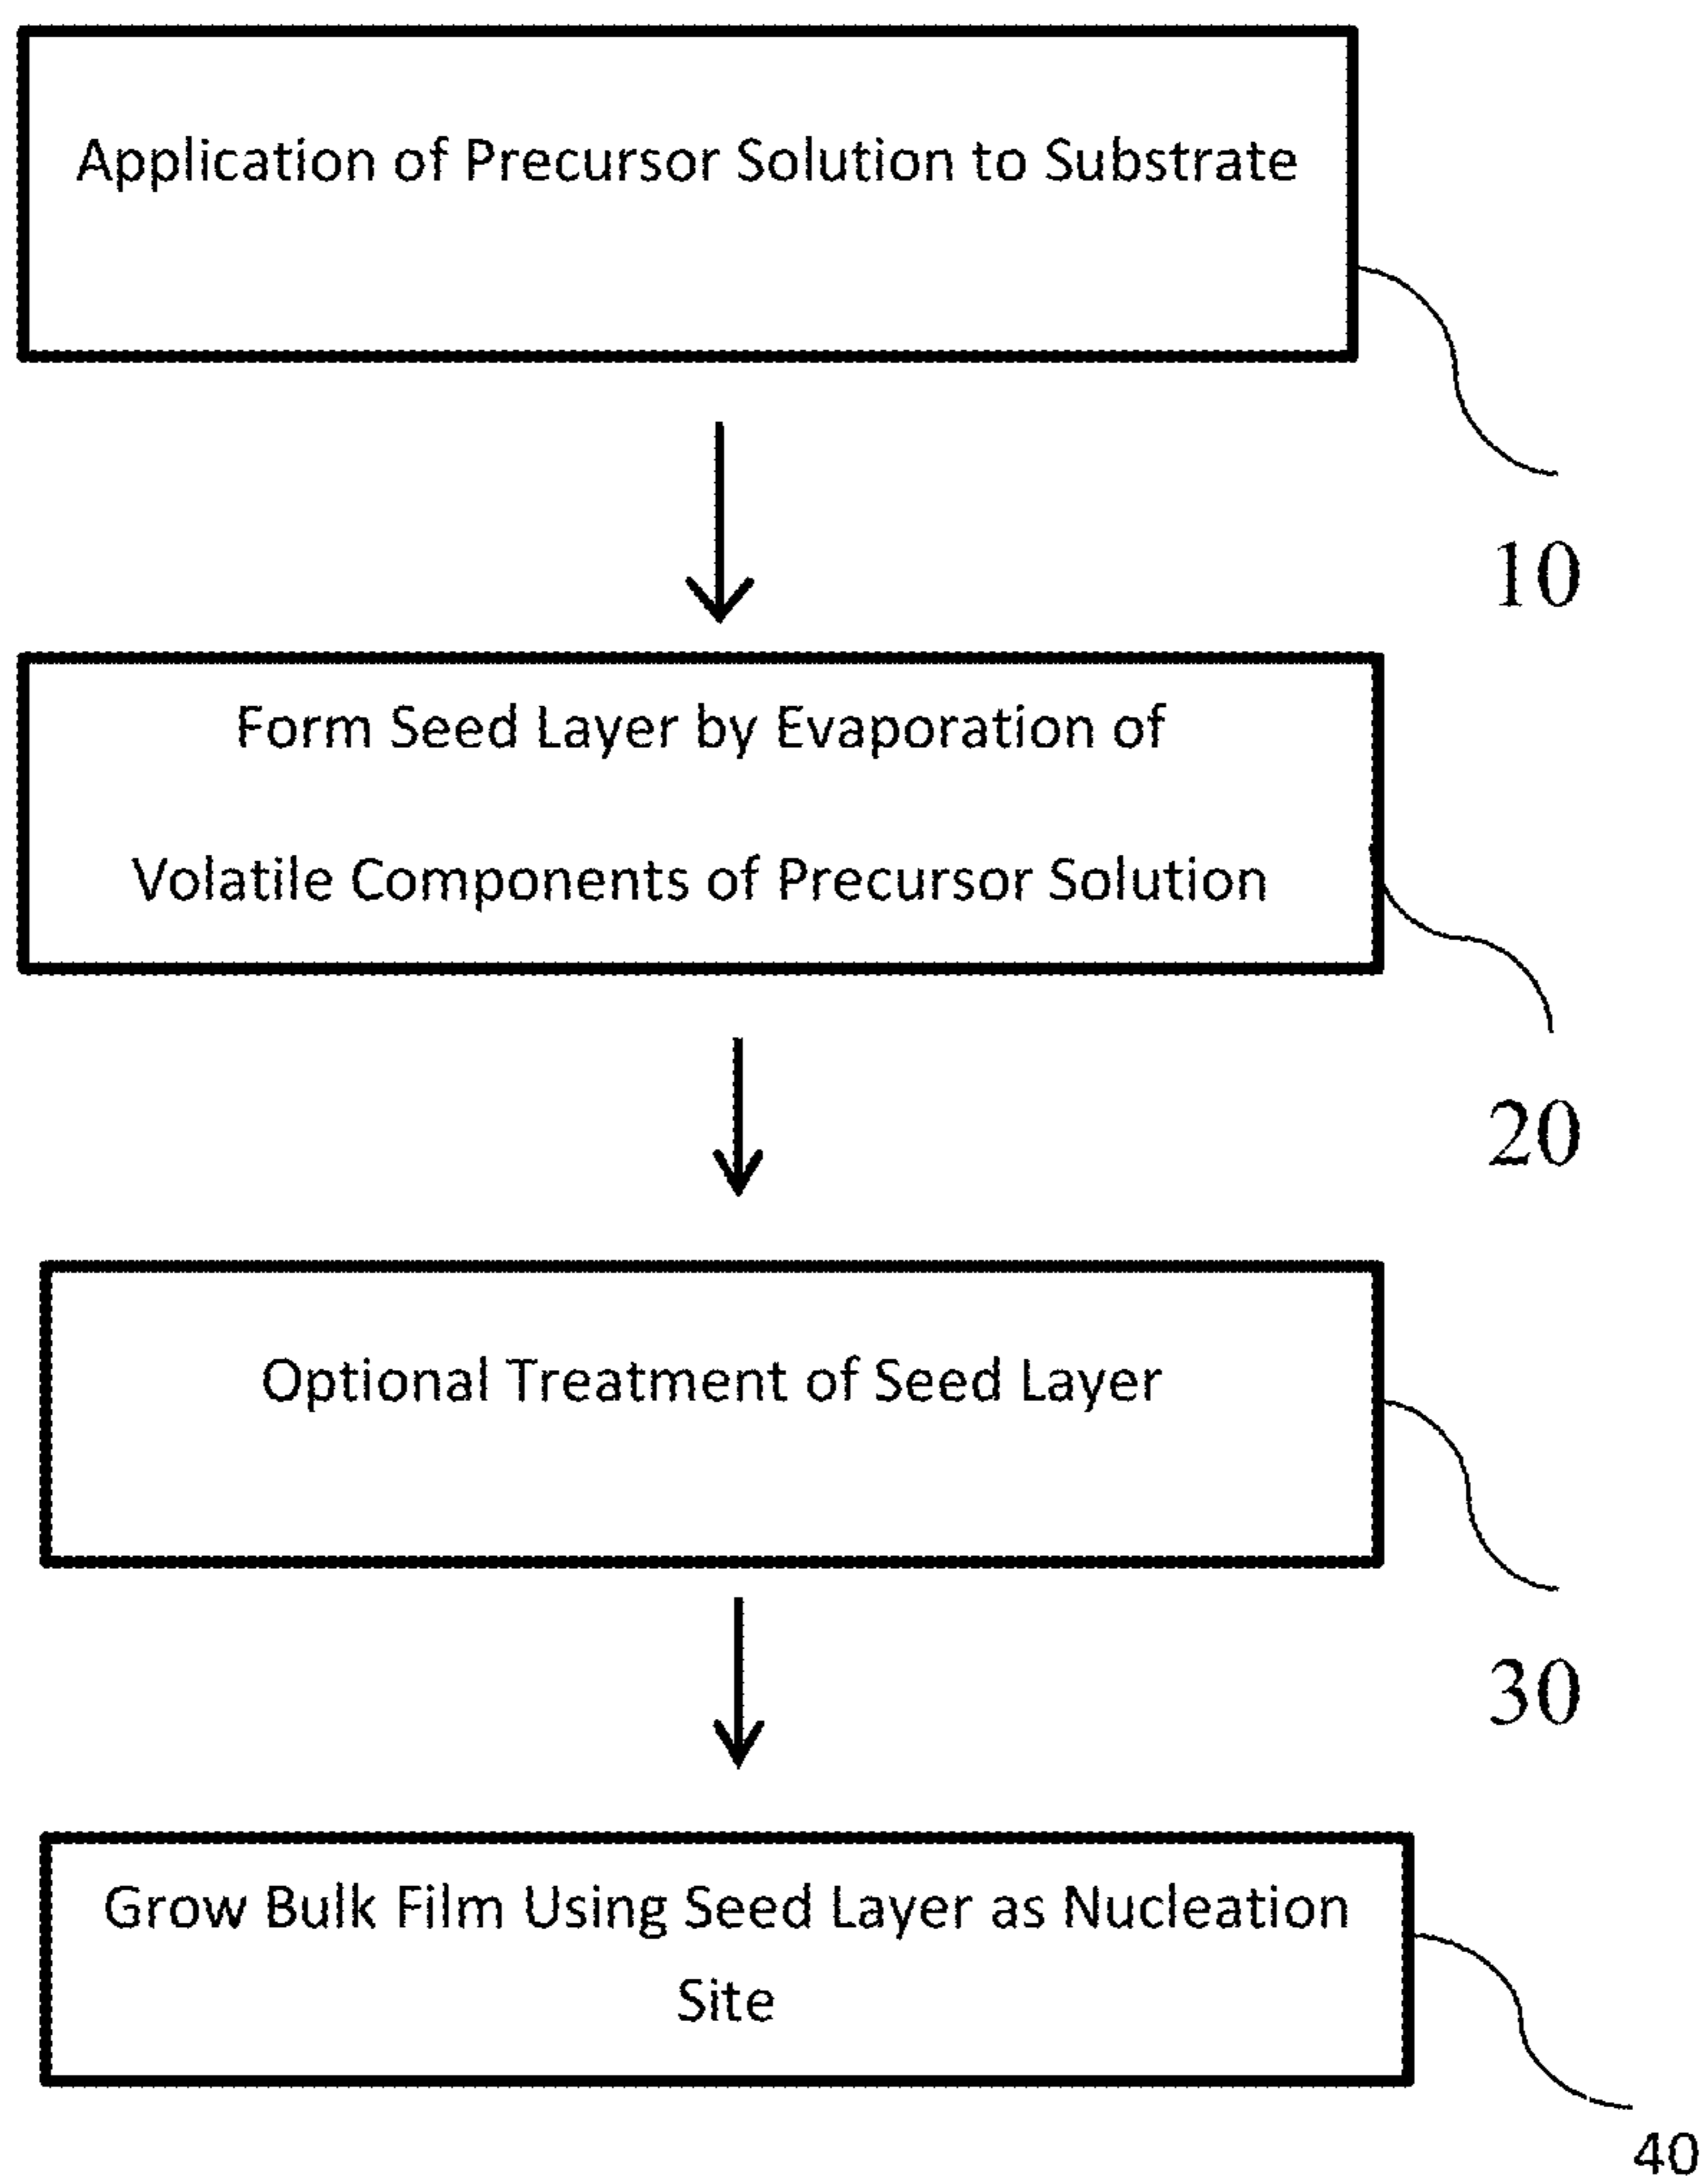 Application of Precursor Solution to Substrate
10
Form Seed Layer by Evaporation of
Volatile Components of Precursor Solution
20
Optional Treatment of Seed Layer
30
Grow Bulk Film Using Seed Layer as Nucleation
Site
40